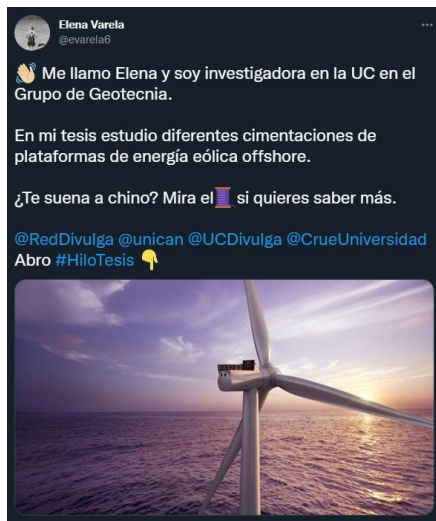 Elena Varela
@evarela6
👋🏻 Me llamo Elena y soy investigadora en la UC en el
Grupo de Geotecnia.
En mi tesis estudio diferentes cimentaciones de
plataformas de energía eólica offshore.
¿Te suena a chino? Mira el🧵 si quieres saber más.
@RedDivulga @unican @UCDivulga @CrueUniversidad
Abro #HiloTesis 👇